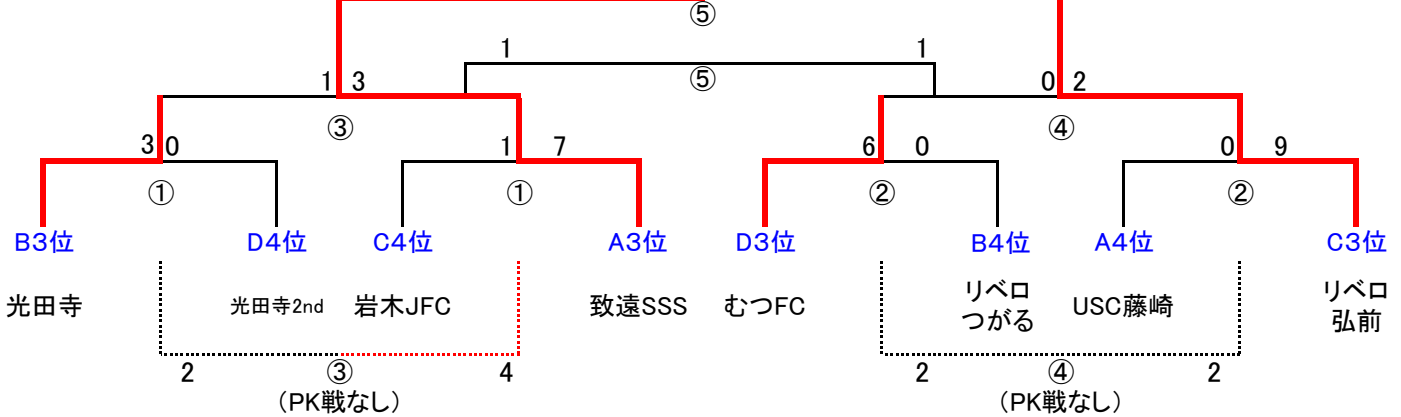 ⑤
1 1
⑤
1 3 0 2
③ ④
3 0 1 7 6 0 0 9
① ① ② ②
B3位 D4位 C4位 A3位 D3位 B4位 A4位 C3位
光田寺 光田寺2nd 岩木JFC 致遠SSS むつFC リベロ つがる USC藤崎 リベロ 弘前
2 ③ 4 2 ④ 2
（PK戦なし） （PK戦なし）